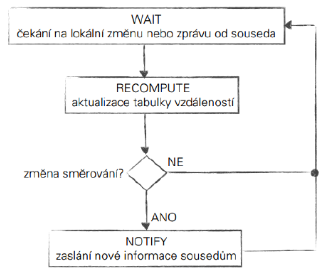 WAIT
čekání na lokální změnu nebo zprávu od souseda
RECOMPUTE
aktualizace tabulky vzdáleností
NE
změna směrování?
ANO
NOTIFY
zaslání nové informace sousedům